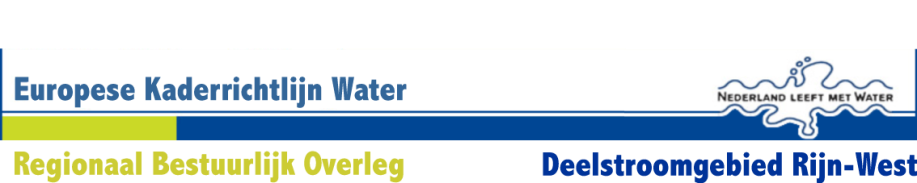 Europese Kaderrichtlijn Water
NEDERLAND LEEFT MET WATER
Regionaal Bestuurlijk Overleg
Deelstroomgebied Rijn-West